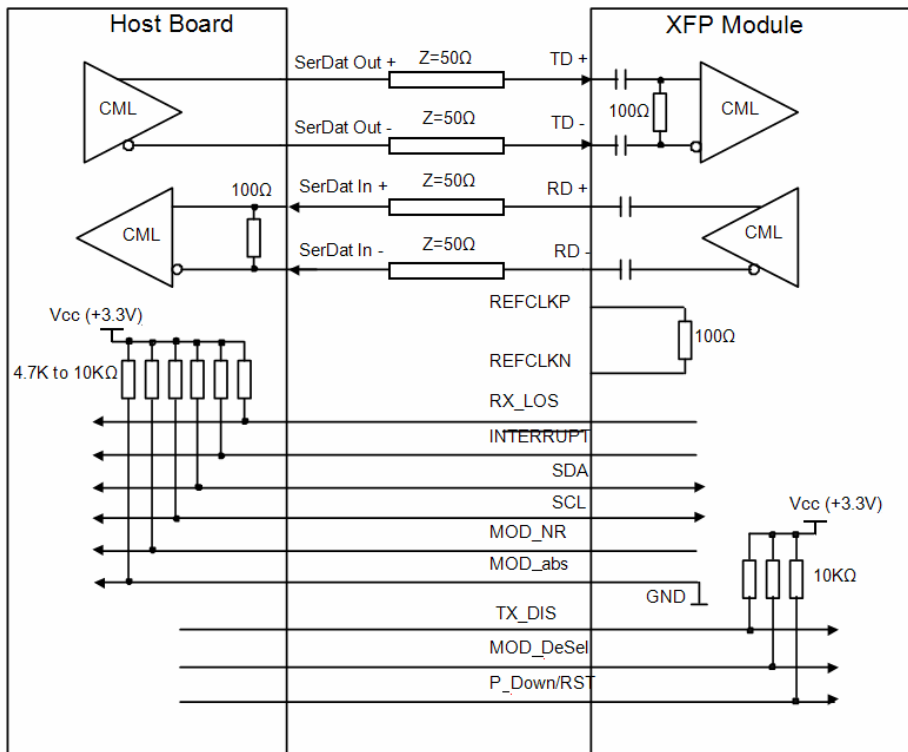 Host Board
XFP Module
SerDat Out +
Z=50Ω
TD +
CML
100Ω
CML
SerDat Out -
Z=50Ω
TD -
100Ω
SerDat In +
Z=50Ω
RD +
CML
CML
SerDat In -
Z=50Ω
RD -
REFCLKP
Vcc (+3.3V)
100Ω
4.7K to 10KΩ
REFCLKN
RX_LOS
INTERRUPT
SDA
SCL
Vcc (+3.3V)
MOD_NR
MOD_abs
10KΩ
GND
TX_DIS
MOD_DeSel
P_Down/RST